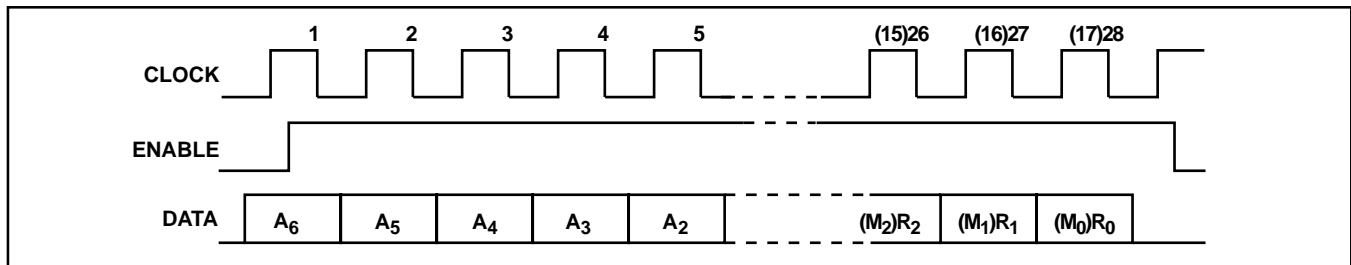 1 2 3 4 5 (15)26 (16)27 (17)28
CLOCK
ENABLE
DATA A6 A5 A4 A3 A2 (M2)R2 (M1)R1 (M0)R0